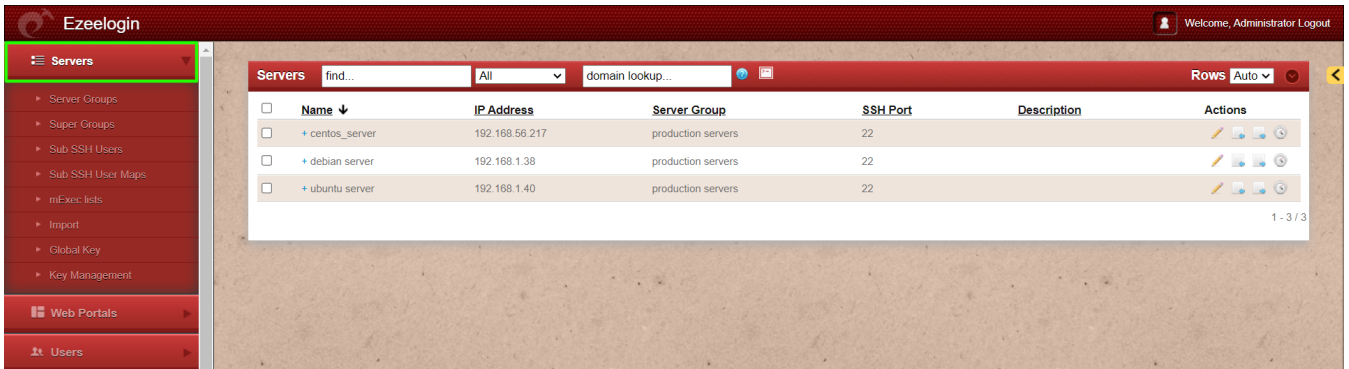 Ezeelogin
Welcome, Administrator Logout
Servers
Server Groups
Super Groups
Sub SSH Users
Sub SSH User Maps
mExec lists
Import
Global Key
Key Management
Web Portals
Users
Servers find... All domain lookup... Rows Auto
Name IP Address Server Group SSH Port Description Actions
+ centos_server 192.168.56.217 production servers 22
+ debian server 192.168.1.38 production servers 22
+ ubuntu server 192.168.1.40 production servers 22
1 - 3 / 3